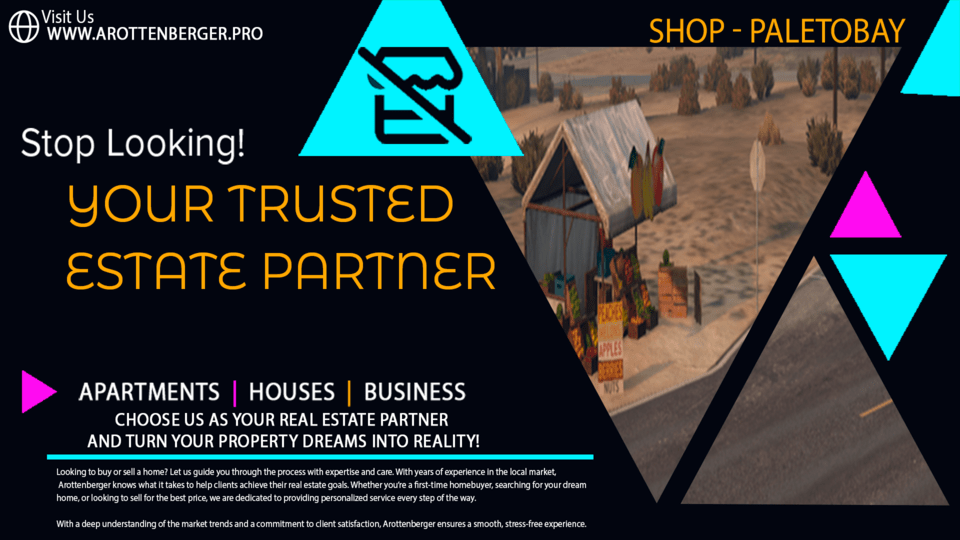 Visit Us
WWW.AROTTENBERGER.PRO
SHOP - PALETOBAY
Stop Looking!
YOUR TRUSTED
ESTATE PARTNER
PEACHES
APPLES
BERRIES
NUTS
APARTMENTS | HOUSES | BUSINESS
CHOOSE US AS YOUR REAL ESTATE PARTNER
AND TURN YOUR PROPERTY DREAMS INTO REALITY!
Looking to buy or sell a home? Let us guide you through the process with expertise and care. With years of experience in the local market,
Arottenberger knows what it takes to help clients achieve their real estate goals. Whether you're a first-time homebuyer, searching for your dream
home, or looking to sell for the best price, we are dedicated to providing personalized service every step of the way.
With a deep understanding of the market trends and a commitment to client satisfaction, Arottenberger ensures a smooth, stress-free experience.